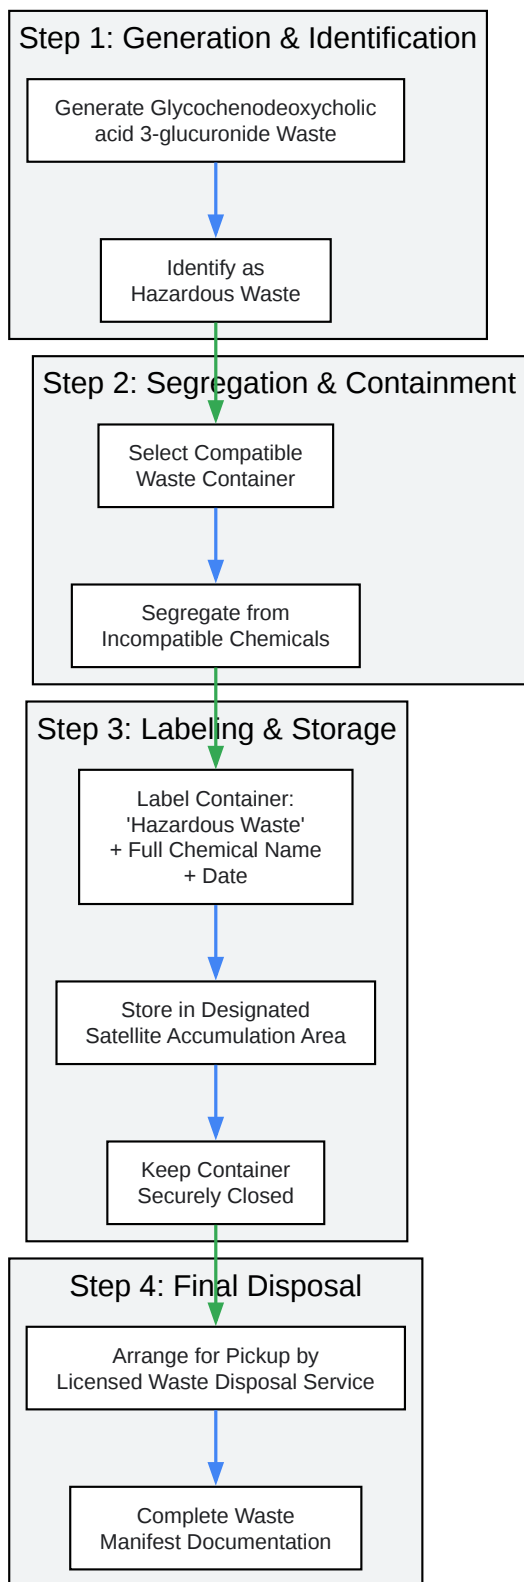 Step 1: Generation & Identification
Generate Glycochenodeoxycholic
acid 3-glucuronide Waste
Identify as
Hazardous Waste
Step 2: Segregation & Containment
Select Compatible
Waste Container
Segregate from
Incompatible Chemicals
Step 3: Labeling & Storage
Label Container:
'Hazardous Waste'
+ Full Chemical Name
+ Date
Store in Designated
Satellite Accumulation Area
Keep Container
Securely Closed
Step 4: Final Disposal
Arrange for Pickup by
Licensed Waste Disposal Service
Complete Waste
Manifest Documentation